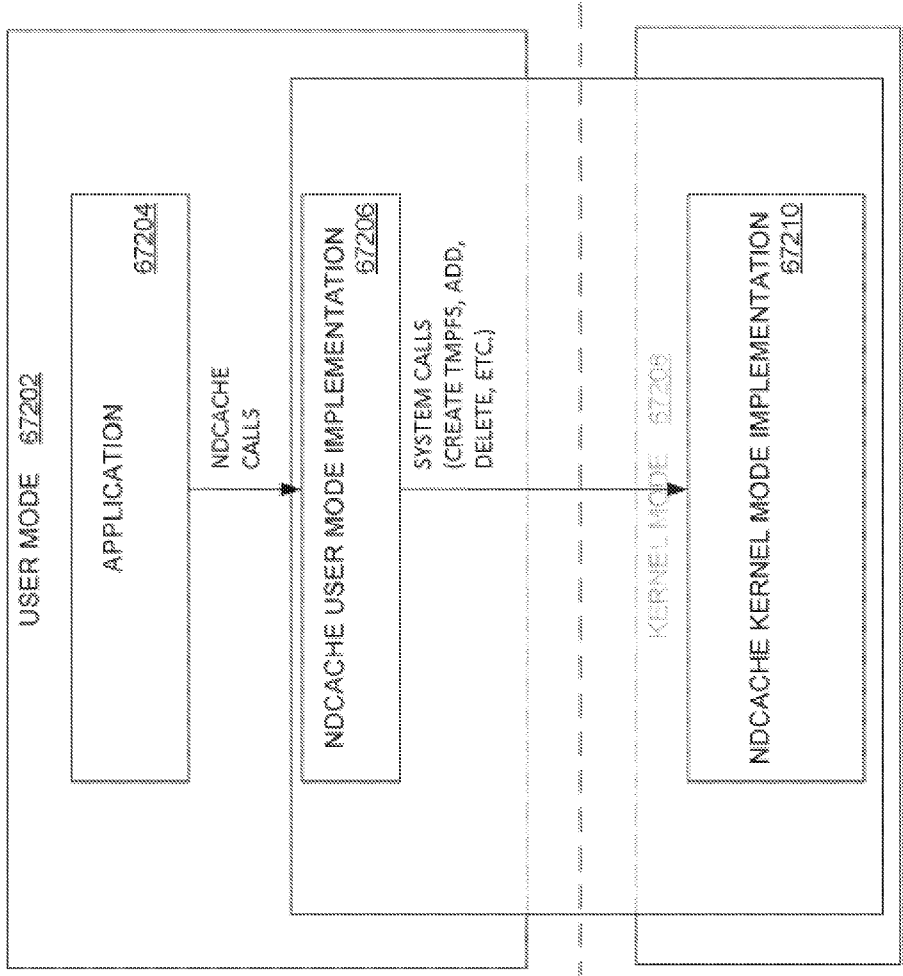 USER MODE 67202
APPLICATION
67204
NDCACHE
CALLS
NDCACHE USER MODE IMPLEMENTATION
67206
SYSTEM CALLS
(CREATE TMPFS, ADD,
DELETE, ETC.)
KERNEL MODE 67208
NDCACHE KERNEL MODE IMPLEMENTATION
67210